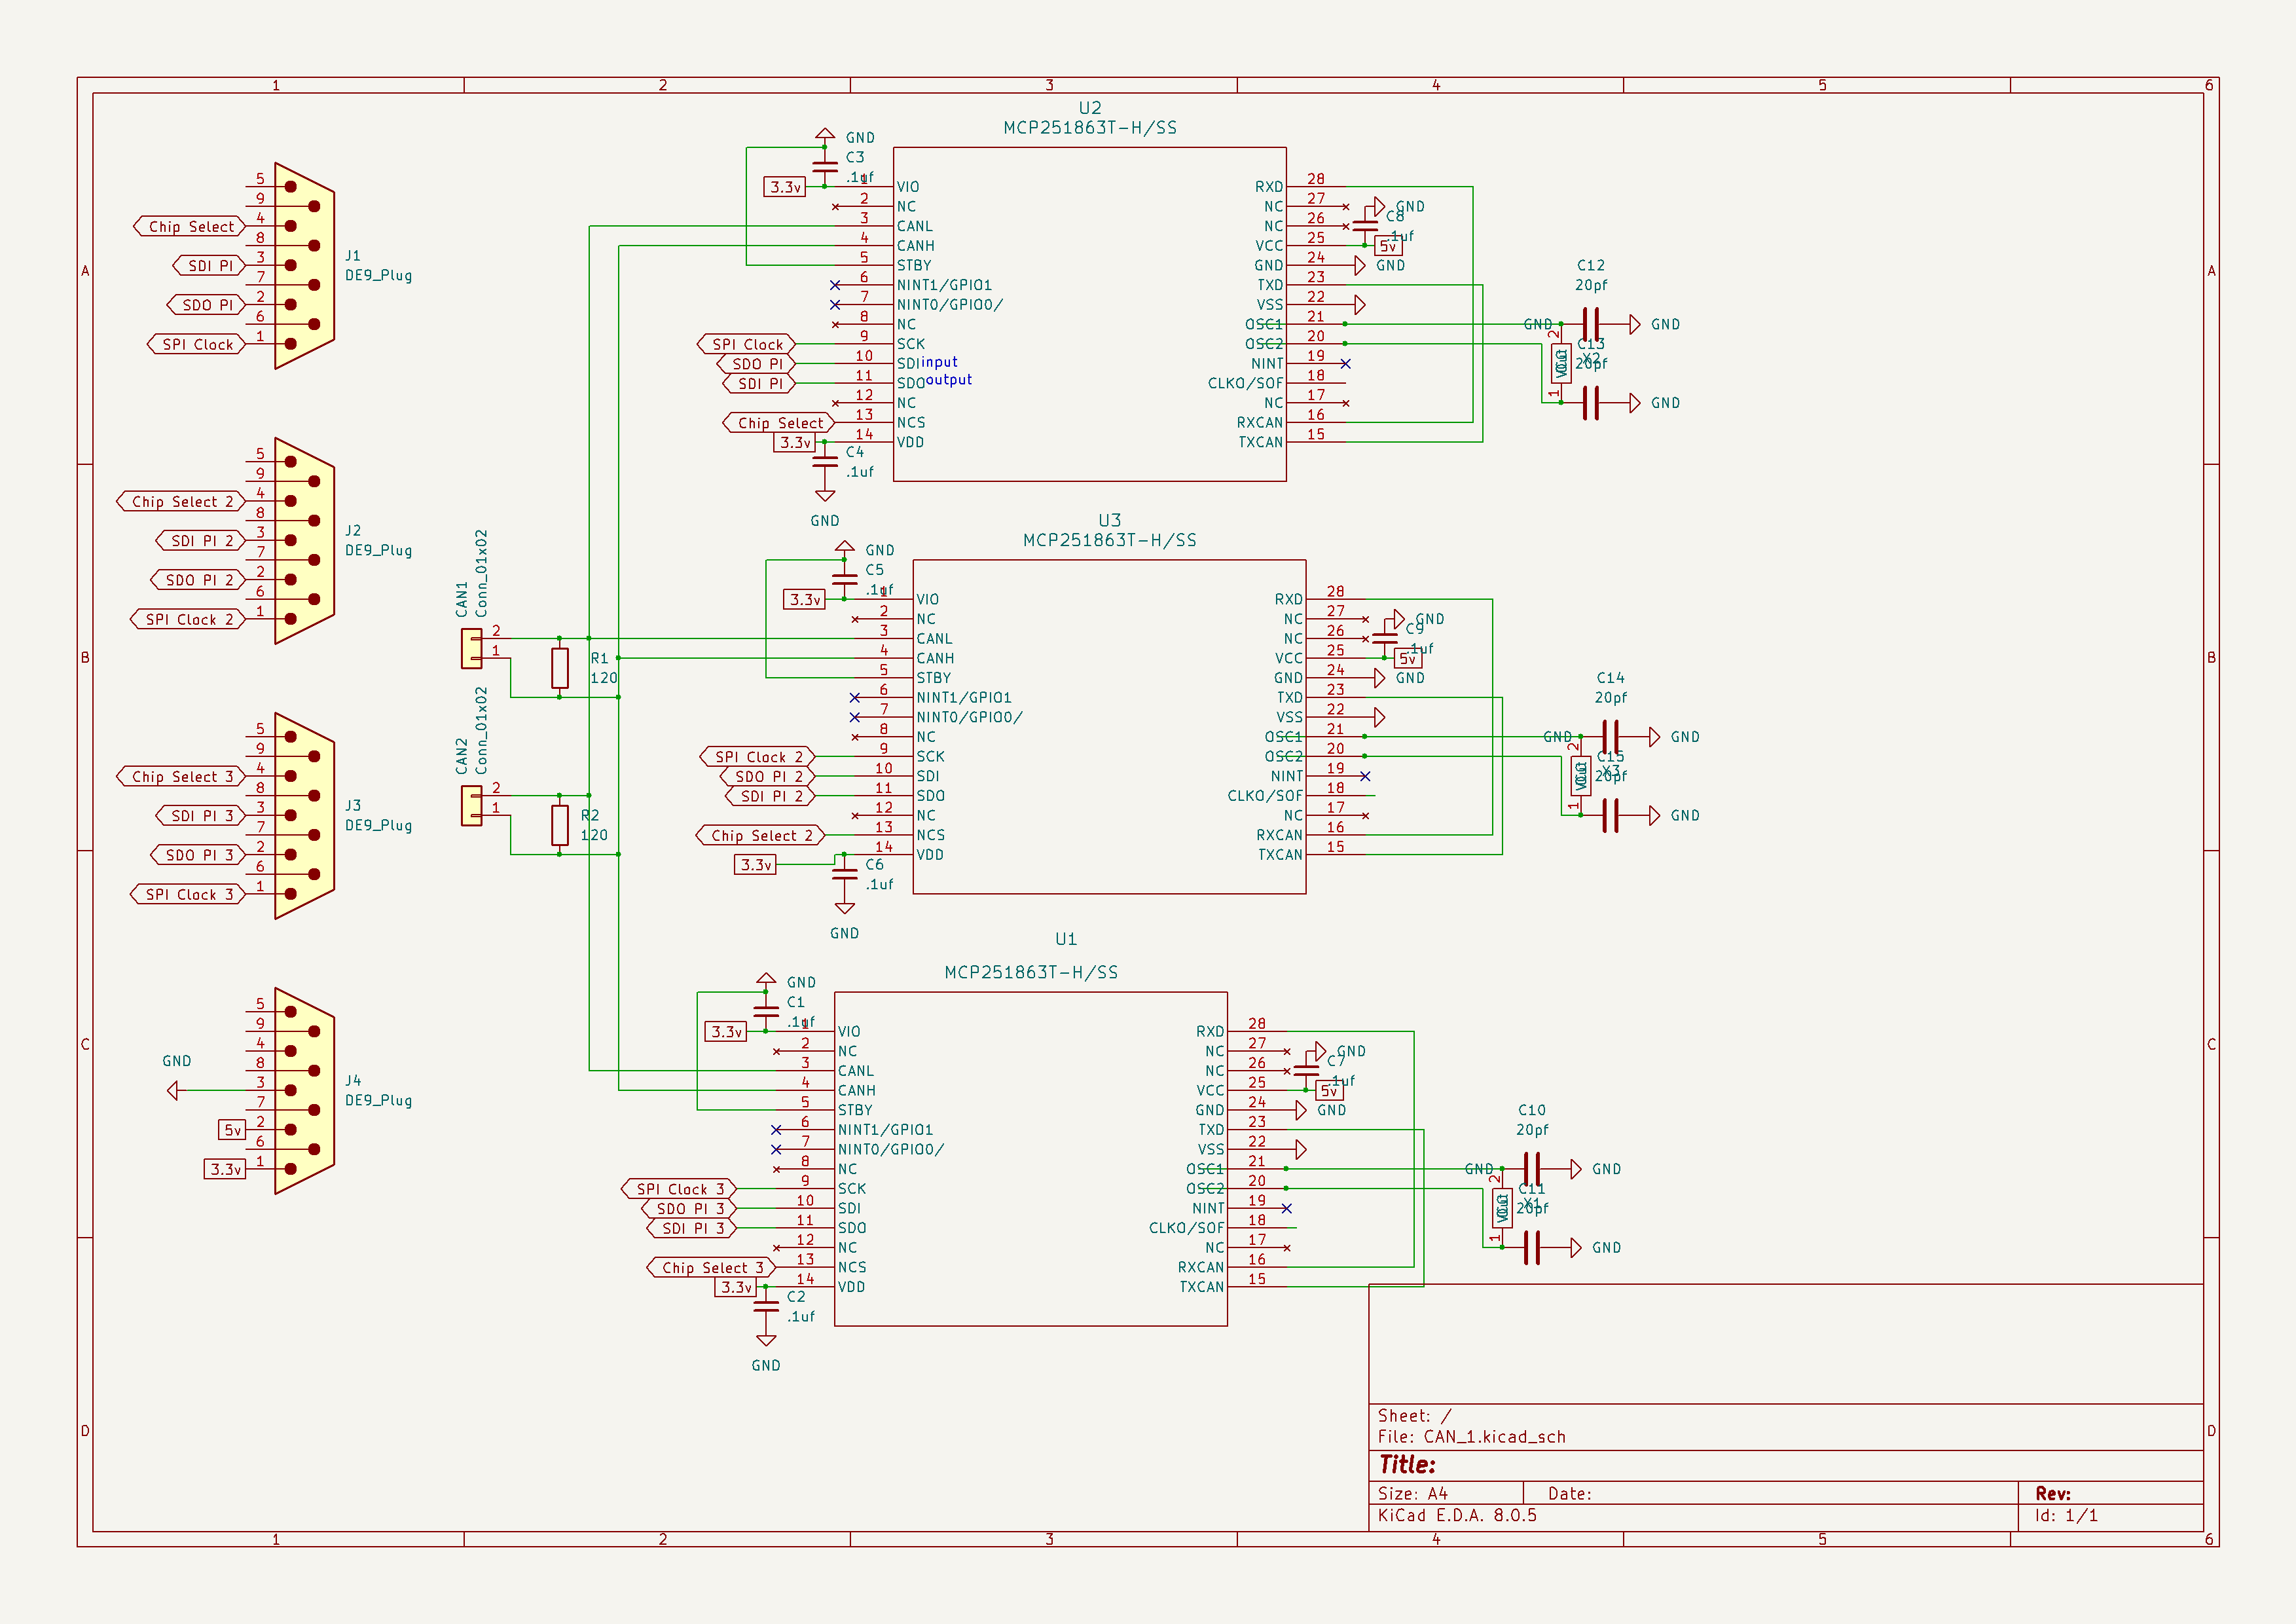 1 2 3 4 5 6
A
B
C
D
A
B
C
D
1 2 3 4 5 6
J1
DE9_Plug
5
9
4
8
3
7
2
6
1
Chip Select
SDI PI
SDO PI
SPI Clock
J2
DE9_Plug
5
9
4
8
3
7
2
6
1
Chip Select 2
SDI PI 2
SDO PI 2
SPI Clock 2
J3
DE9_Plug
5
9
4
8
3
7
2
6
1
Chip Select 3
SDI PI 3
SDO PI 3
SPI Clock 3
J4
DE9_Plug
5
9
4
8
3
7
2
6
1
GND
5v
3.3v
CAN1
Conn_01x02
2
1
R1
120
CAN2
Conn_01x02
2
1
R2
120
U2
MCP251863T-H/SS
GND
C3
.1uf
3.3v
1 VIO
2 NC
3 CANL
4 CANH
5 STBY
6 NINT1/GPIO1
7 NINT0/GPIO0/
8 NC
9 SCK
10 SDI
11 SDO
12 NC
13 NCS
14 VDD
input
output
SPI Clock
SDO PI
SDI PI
Chip Select
3.3v
C4
.1uf
GND
RXD 28
NC 27
NC 26
VCC 25
GND 24
TXD 23
VSS 22
OSC1 21
OSC2 20
NINT 19
CLKO/SOF 18
NC 17
RXCAN 16
TXCAN 15
GND
C8
.1uf
5v
GND
GND
C12
20pf
GND
C13
20pf
X2
2
1
GND
U3
MCP251863T-H/SS
GND
C5
.1uf
3.3v
1 VIO
2 NC
3 CANL
4 CANH
5 STBY
6 NINT1/GPIO1
7 NINT0/GPIO0/
8 NC
9 SCK
10 SDI
11 SDO
12 NC
13 NCS
14 VDD
SPI Clock 2
SDO PI 2
SDI PI 2
Chip Select 2
3.3v
C6
.1uf
GND
RXD 28
NC 27
NC 26
VCC 25
GND 24
TXD 23
VSS 22
OSC1 21
OSC2 20
NINT 19
CLKO/SOF 18
NC 17
RXCAN 16
TXCAN 15
GND
C9
.1uf
5v
GND
GND
C14
20pf
GND
C15
20pf
X3
2
1
GND
U1
MCP251863T-H/SS
GND
C1
.1uf
3.3v
1 VIO
2 NC
3 CANL
4 CANH
5 STBY
6 NINT1/GPIO1
7 NINT0/GPIO0/
8 NC
9 SCK
10 SDI
11 SDO
12 NC
13 NCS
14 VDD
SPI Clock 3
SDO PI 3
SDI PI 3
Chip Select 3
3.3v
C2
.1uf
GND
RXD 28
NC 27
NC 26
VCC 25
GND 24
TXD 23
VSS 22
OSC1 21
OSC2 20
NINT 19
CLKO/SOF 18
NC 17
RXCAN 16
TXCAN 15
GND
C7
.1uf
5v
GND
GND
C10
20pf
GND
C11
20pf
X1
2
1
GND
Sheet: /
File: CAN_1.kicad_sch
Title:
Size: A4 Date: Rev:
KiCad E.D.A. 8.0.5 Id: 1/1